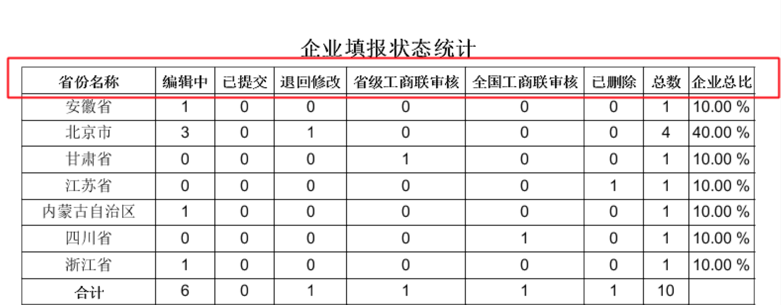 企业填报状态统计
省份名称 编辑中 已提交 退回修改 省级工商联审核 全国工商联审核 已删除 总数 企业总比
安徽省 1 0 0 0 0 0 1 10.00 %
北京市 3 0 1 0 0 0 4 40.00 %
甘肃省 0 0 0 1 0 0 1 10.00 %
江苏省 0 0 0 0 0 1 1 10.00 %
内蒙古自治区 1 0 0 0 0 0 1 10.00 %
四川省 0 0 0 0 1 0 1 10.00 %
浙江省 1 0 0 0 0 0 1 10.00 %
合计 6 0 1 1 1 1 10